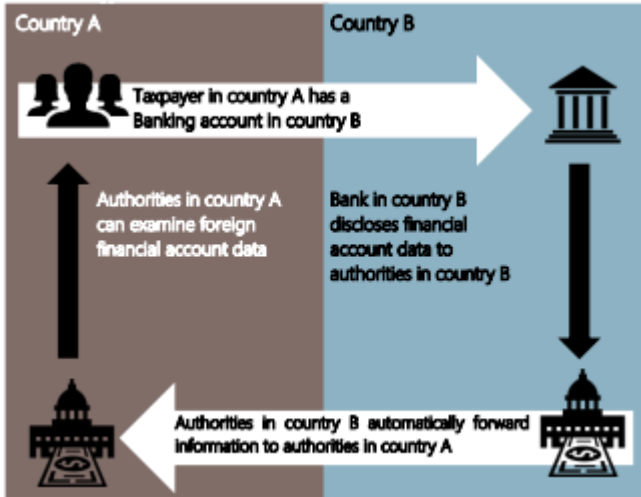 Country A
Country B
Taxpayer in country A has a
Banking account in country B
Authorities in country A
can examine foreign
financial account data
Bank in country B
discloses financial
account data to
authorities in country B
Authorities in country B automatically forward
information to authorities in country A